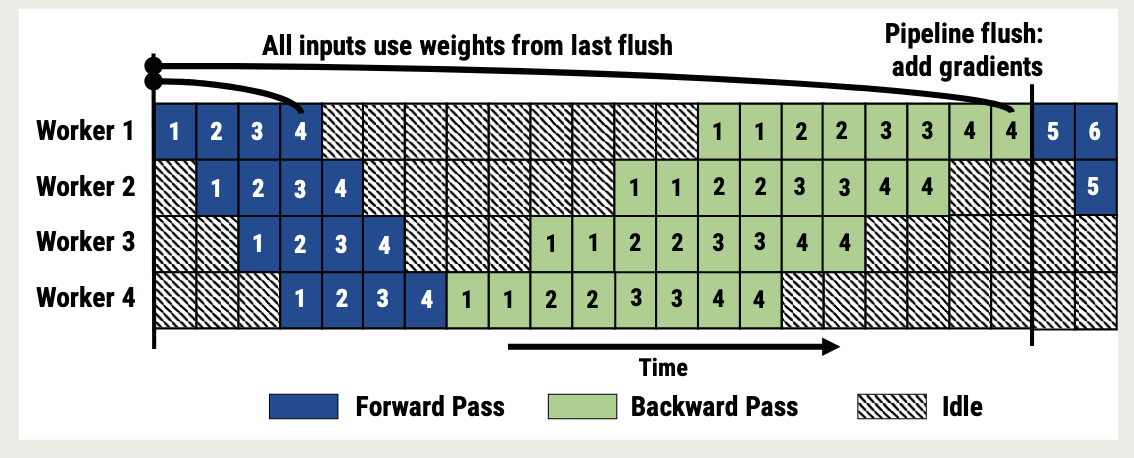 All inputs use weights from last flush
Pipeline flush:
add gradients
Worker 1 1 2 3 4 1 1 2 2 3 3 4 4 5 6
Worker 2 1 2 3 4 1 1 2 2 3 3 4 4 5
Worker 3 1 2 3 4 1 1 2 2 3 3 4 4
Worker 4 1 2 3 4 1 1 2 2 3 3 4 4
Time
Forward Pass Backward Pass Idle